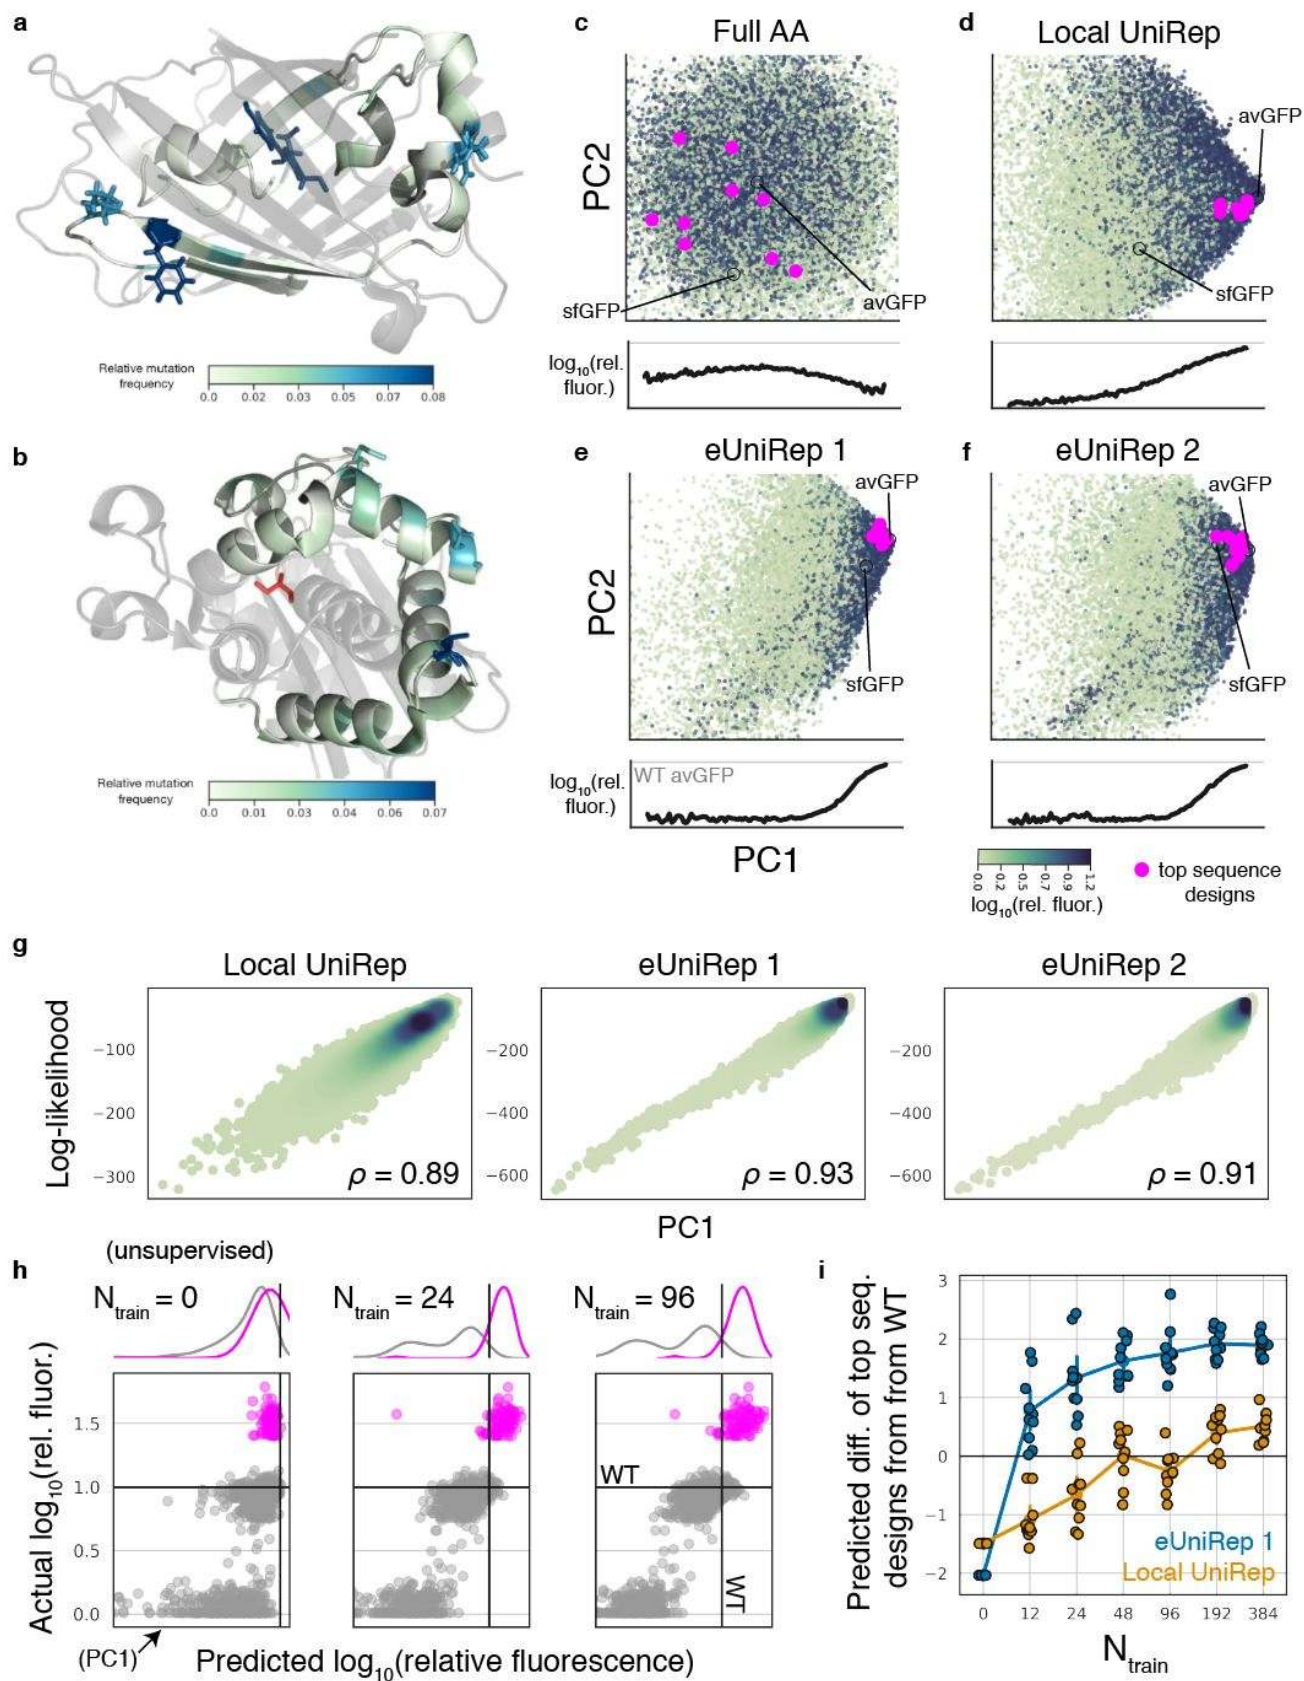 a
Relative mutation
frequency
0.0 0.02 0.03 0.05 0.06 0.08
b
Relative mutation
frequency
0.0 0.01 0.03 0.04 0.06 0.07
c
Full AA
PC2
sfGFP
avGFP
log10(rel.
fluor.)
d
Local UniRep
avGFP
sfGFP
e
eUniRep 1
PC2
avGFP
sfGFP
log10(rel.
fluor.)
WT avGFP
PC1
f
eUniRep 2
avGFP
sfGFP
0.0 0.2 0.5 0.7 0.9 1.2
log10(rel. fluor.)
top sequence
designs
g
Log-likelihood
Local UniRep
−100
−200
−300
ρ = 0.89
eUniRep 1
−200
−400
−600
ρ = 0.93
eUniRep 2
−200
−400
−600
ρ = 0.91
PC1
(unsupervised)
h
Ntrain = 0
Ntrain = 24
Ntrain = 96
Actual log10(rel. fluor.)
1.5
1.0
0.5
0.0
WT
WT
(PC1)
Predicted log10(relative fluorescence)
i
Predicted diff. of top seq.
designs from from WT
3
2
1
0
−1
−2
eUniRep 1
Local UniRep
0 12 24 48 96 192 384
Ntrain